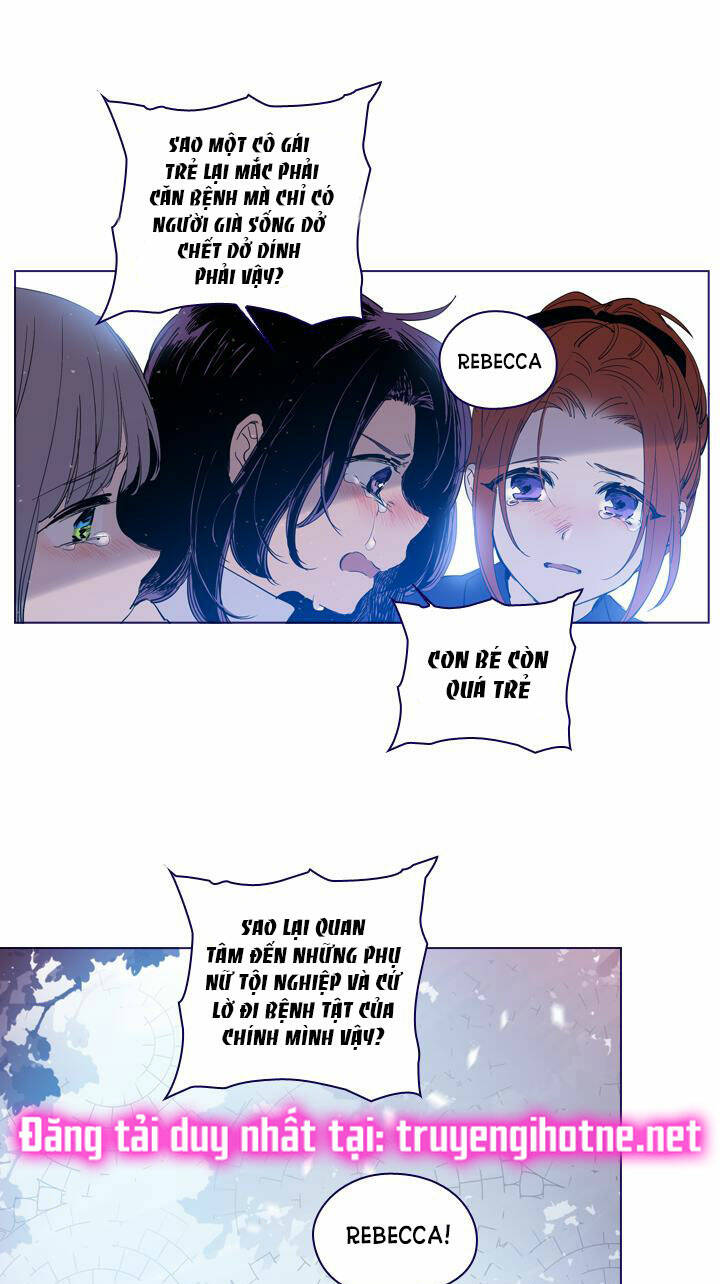 SAO MỘT CÔ GÁI
TRẺ LẠI MẮC PHẢI
CĂN BỆNH MÀ CHỈ CÓ
NGƯỜI GIÀ SỐNG DỞ
CHẾT DỞ DÍNH
PHẢI VẬY?
REBECCA
CON BÉ CÒN
QUÁ TRẺ
SAO LẠI QUAN
TÂM ĐẾN NHỮNG PHỤ
NỮ TỘI NGHIỆP VÀ CỨ
LỜ ĐI BỆNH TẬT CỦA
CHÍNH MÌNH VẬY?
Đăng tải duy nhất tại: truyengihotne.net
REBECCA!